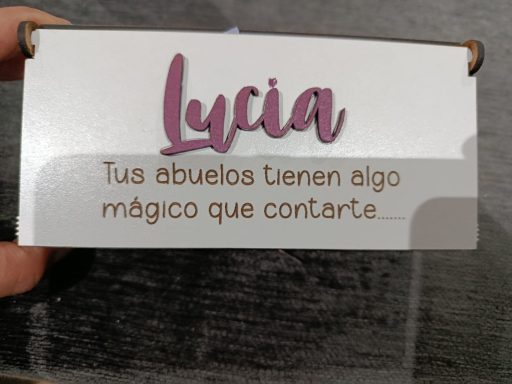 Lucia
Tus abuelos tienen algo
mágico que contarte.......